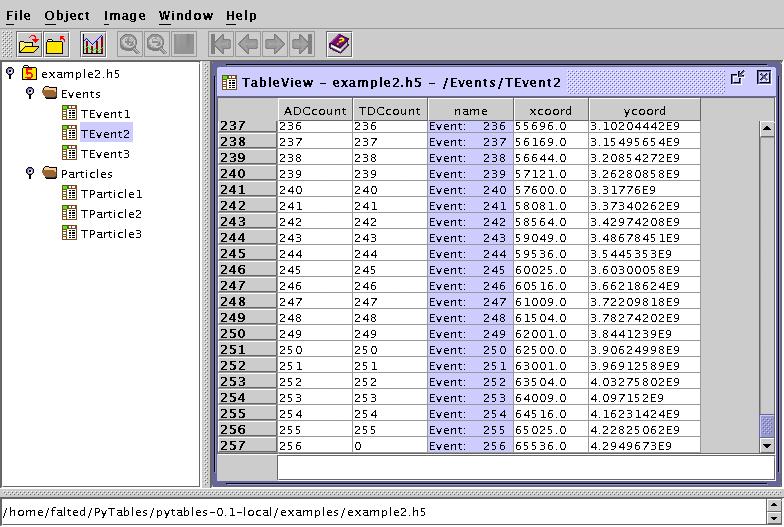 File Object Image Window Help
example2.h5
Events
TEvent1
TEvent2
TEvent3
Particles
TParticle1
TParticle2
TParticle3
TableView – example2.h5 – /Events/TEvent2
ADCcount TDCcount name xcoord ycoord
237 236 236 Event: 236 55696.0 3.10204442E9
238 237 237 Event: 237 56169.0 3.15495654E9
239 238 238 Event: 238 56644.0 3.20854272E9
240 239 239 Event: 239 57121.0 3.26280858E9
241 240 240 Event: 240 57600.0 3.31776E9
242 241 241 Event: 241 58081.0 3.37340262E9
243 242 242 Event: 242 58564.0 3.42974208E9
244 243 243 Event: 243 59049.0 3.48678451E9
245 244 244 Event: 244 59536.0 3.5445353E9
246 245 245 Event: 245 60025.0 3.60300058E9
247 246 246 Event: 246 60516.0 3.66218624E9
248 247 247 Event: 247 61009.0 3.72209818E9
249 248 248 Event: 248 61504.0 3.78274202E9
250 249 249 Event: 249 62001.0 3.8441239E9
251 250 250 Event: 250 62500.0 3.90624998E9
252 251 251 Event: 251 63001.0 3.96912589E9
253 252 252 Event: 252 63504.0 4.03275802E9
254 253 253 Event: 253 64009.0 4.097152E9
255 254 254 Event: 254 64516.0 4.16231424E9
256 255 255 Event: 255 65025.0 4.22825062E9
257 256 0 Event: 256 65536.0 4.2949673E9
/home/falted/PyTables/pytables-0.1-local/examples/example2.h5